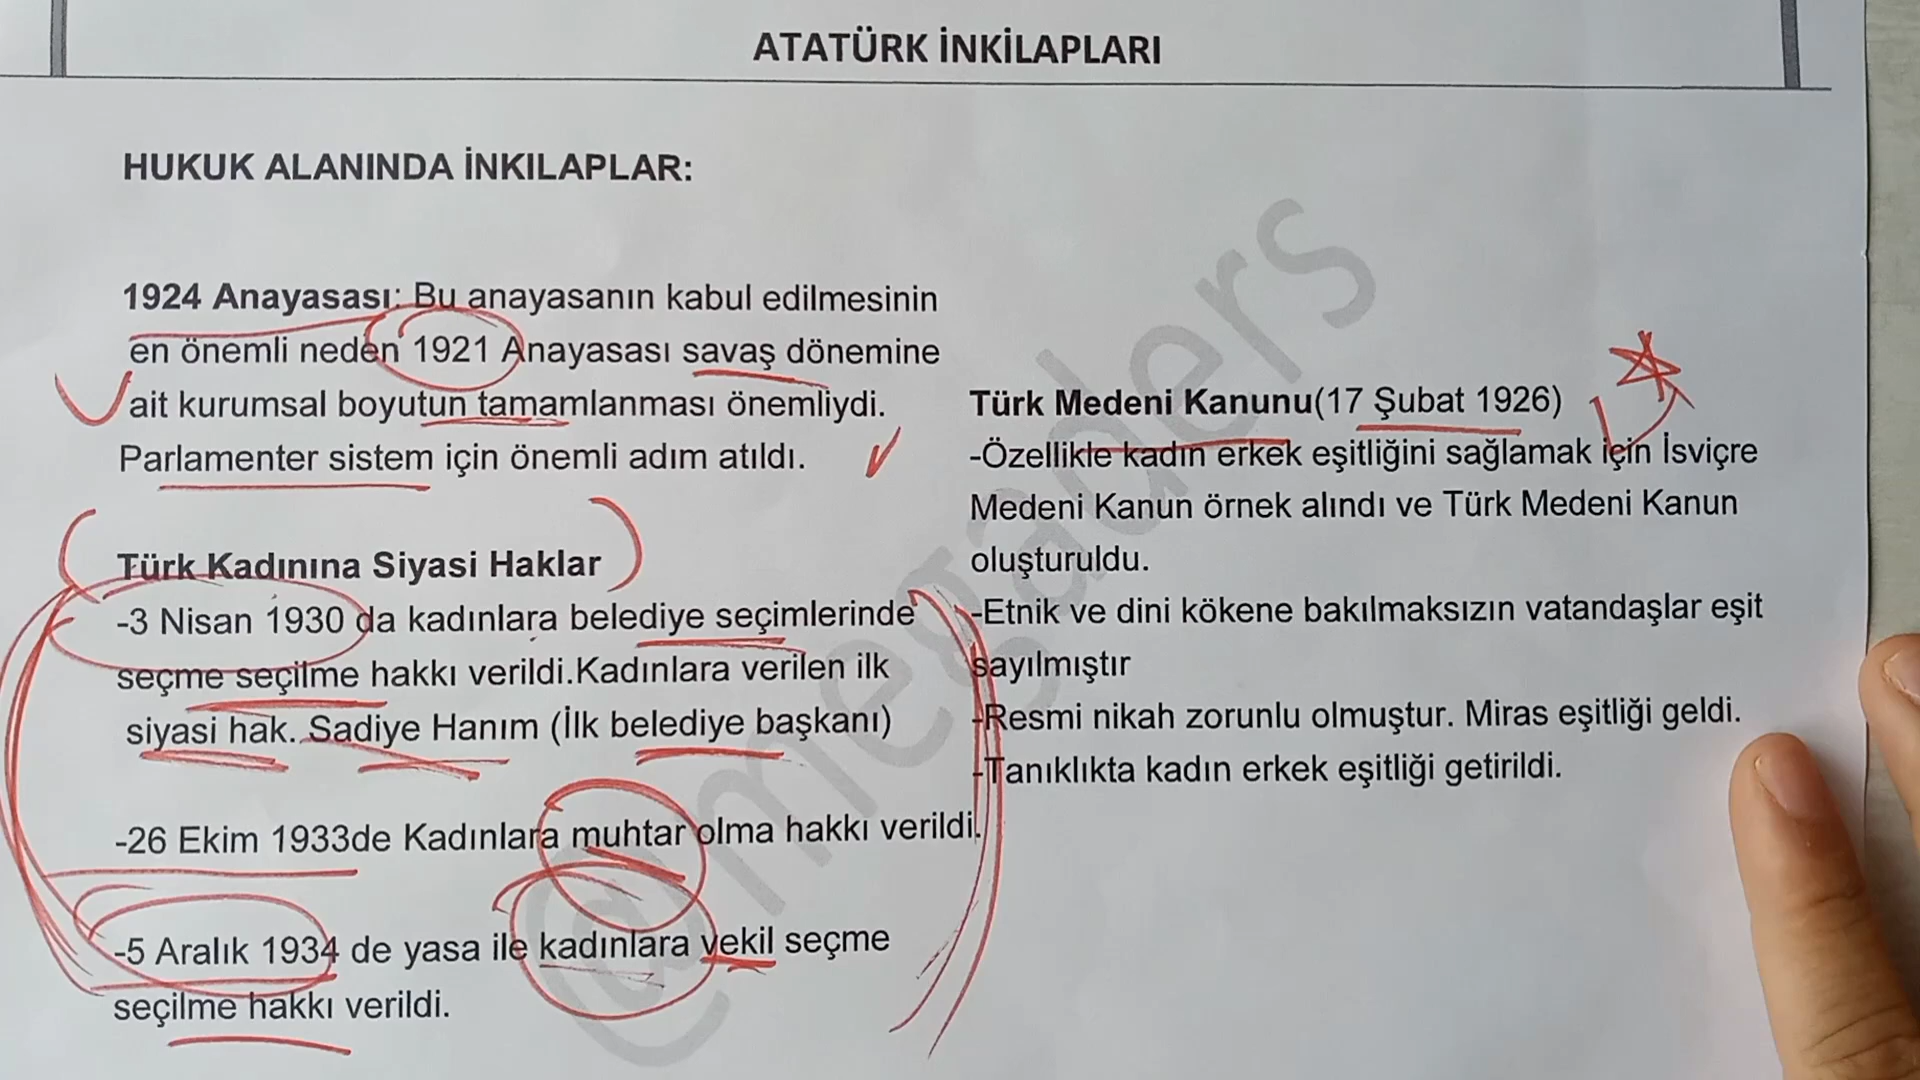 ATATÜRK İNKİLAPLARI
HUKUK ALANINDA İNKILAPLAR:
1924 Anayasası: Bu anayasanın kabul edilmesinin
en önemli neden 1921 Anayasası savaş dönemine
ait kurumsal boyutun tamamlanması önemliydi.
Parlamenter sistem için önemli adım atıldı.
Türk Kadınına Siyasi Haklar
-3 Nisan 1930 da kadınlara belediye seçimlerinde
seçme seçilme hakkı verildi.Kadınlara verilen ilk
siyasi hak. Sadiye Hanım (İlk belediye başkanı)
-26 Ekim 1933de Kadınlara muhtar olma hakkı verildi.
-5 Aralık 1934 de yasa ile kadınlara vekil seçme
seçilme hakkı verildi.
Türk Medeni Kanunu(17 Şubat 1926)
-Özellikle kadın erkek eşitliğini sağlamak için İsviçre
Medeni Kanun örnek alındı ve Türk Medeni Kanun
oluşturuldu.
-Etnik ve dini kökene bakılmaksızın vatandaşlar eşit
sayılmıştır
-Resmi nikah zorunlu olmuştur. Miras eşitliği geldi.
-Tanıklıkta kadın erkek eşitliği getirildi.
@megaders